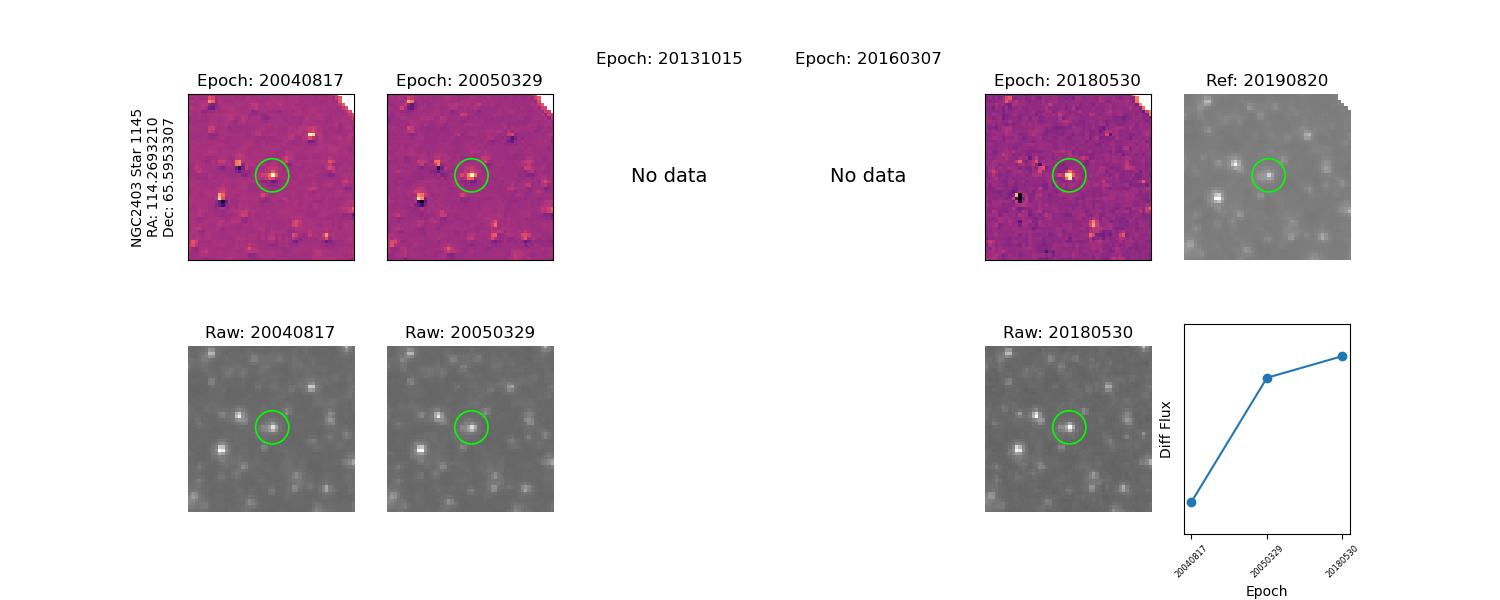 Epoch: 20040817
Epoch: 20050329
Epoch: 20131015
Epoch: 20160307
Epoch: 20180530
Ref: 20190820
NGC2403 Star 1145
RA: 114.2693210
Dec: 65.5953307
No data
No data
Raw: 20040817
Raw: 20050329
Raw: 20180530
Diff Flux
20040817
20050329
20180530
Epoch